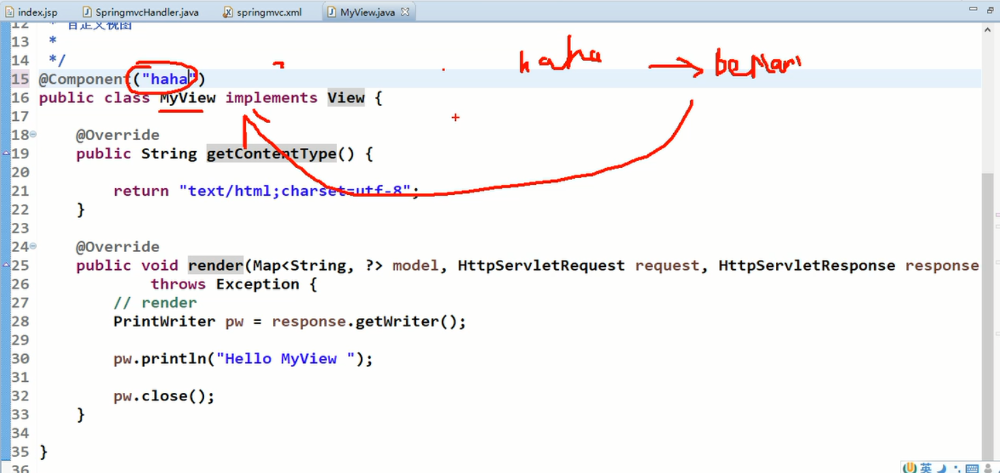 index.jsp SpringmvcHandler.java springmvc.xml MyView.java
12 * 自定义视图
13 *
14 */
haha
15 @Component("haha")
16 public class MyView implements View {
17
18 @Override
19 public String getContentType() {
20
21 return "text/html;charset=utf-8";
22 }
23
24 @Override
25 public void render(Map<String, ?> model, HttpServletRequest request, HttpServletResponse response
26 throws Exception {
27 // render
28 PrintWriter pw = response.getWriter();
29
30 pw.println("Hello MyView ");
31
32 pw.close();
33 }
34
35 }
36
英